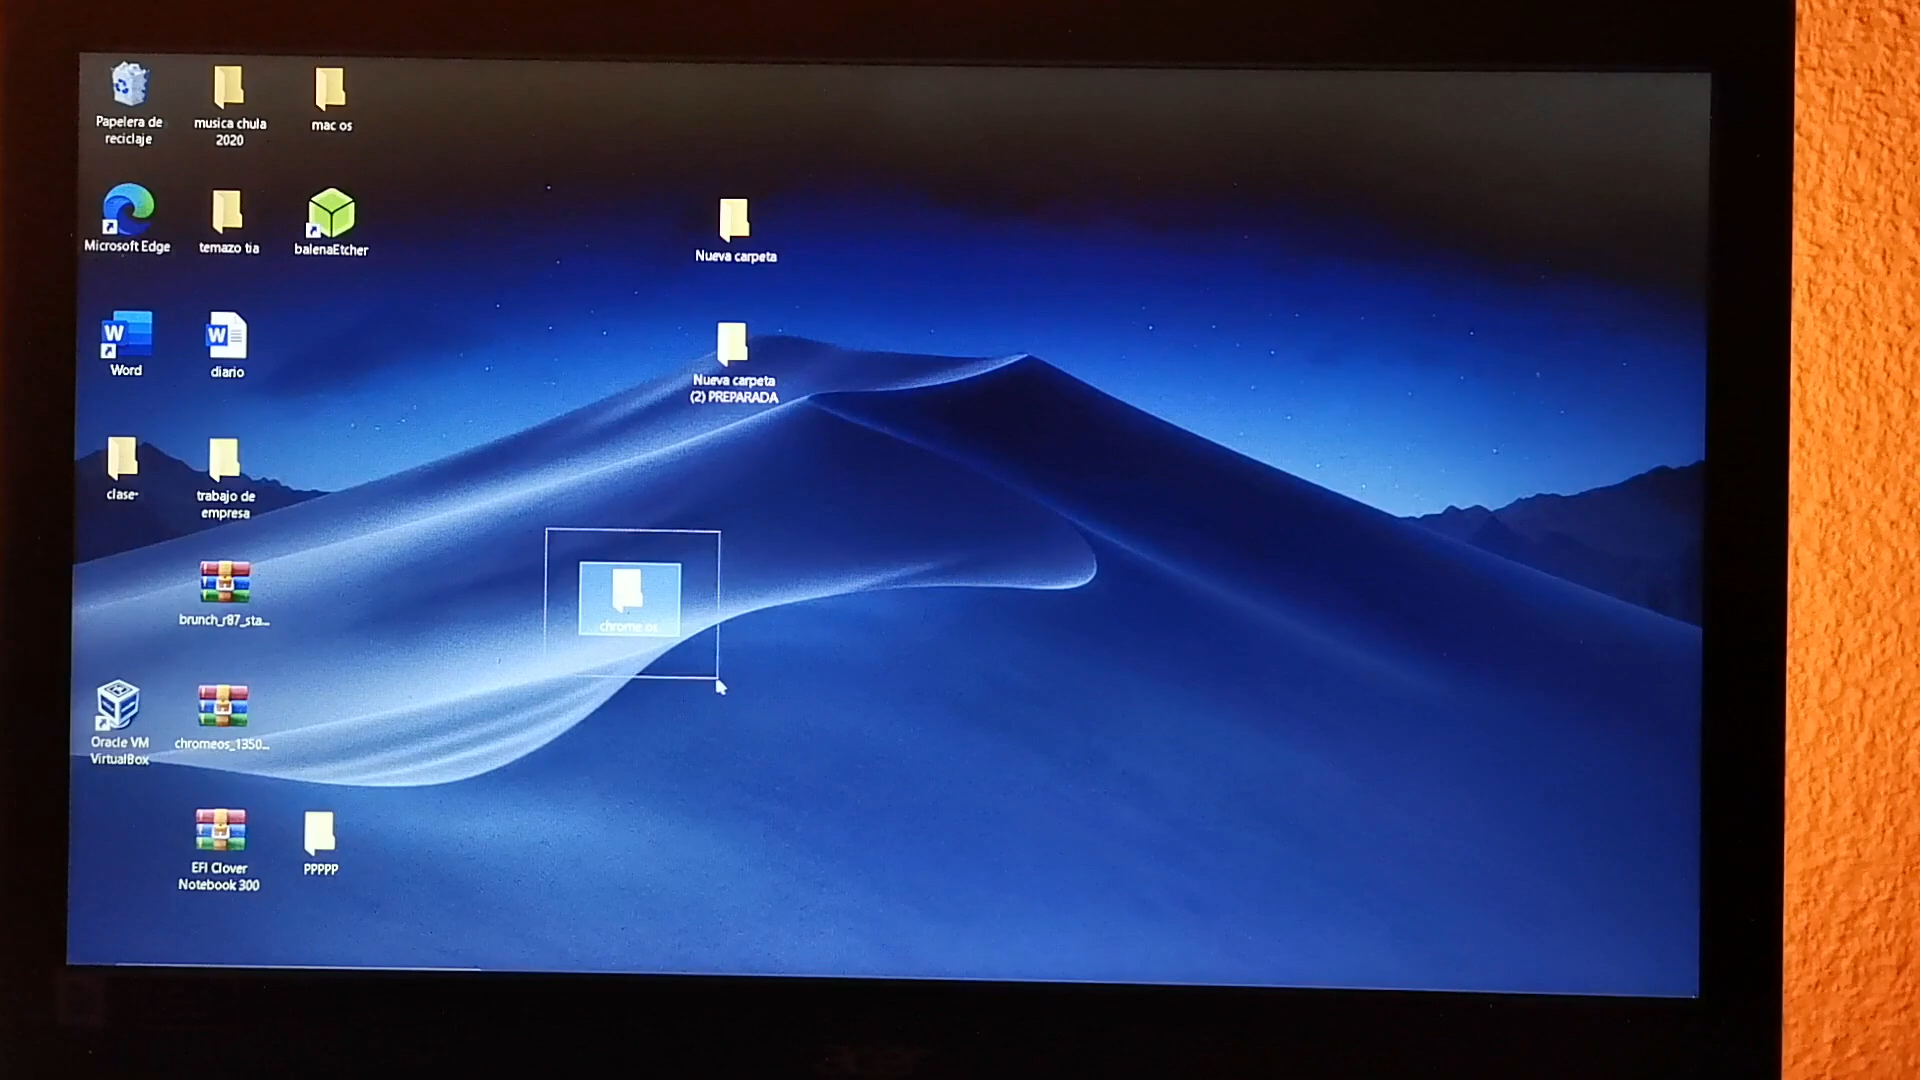 Papelera de
reciclaje
musica chula
2020
mac os
Microsoft Edge
temazo tia
balenaEtcher
Nueva carpeta
Word
diario
Nueva carpeta
(2) PREPARADA
clase
trabajo de
empresa
brunch_r87_sta...
chrome os
Oracle VM
VirtualBox
chromeos_1350...
EFI Clover
Notebook 300
PPPPP
acer